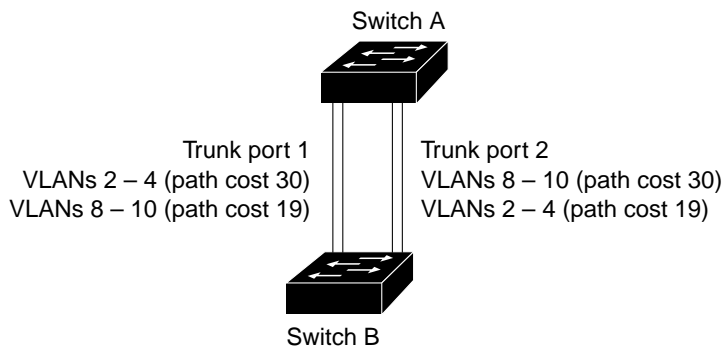 Switch A
Trunk port 1
VLANs 2 – 4 (path cost 30)
VLANs 8 – 10 (path cost 19)
Trunk port 2
VLANs 8 – 10 (path cost 30)
VLANs 2 – 4 (path cost 19)
Switch B